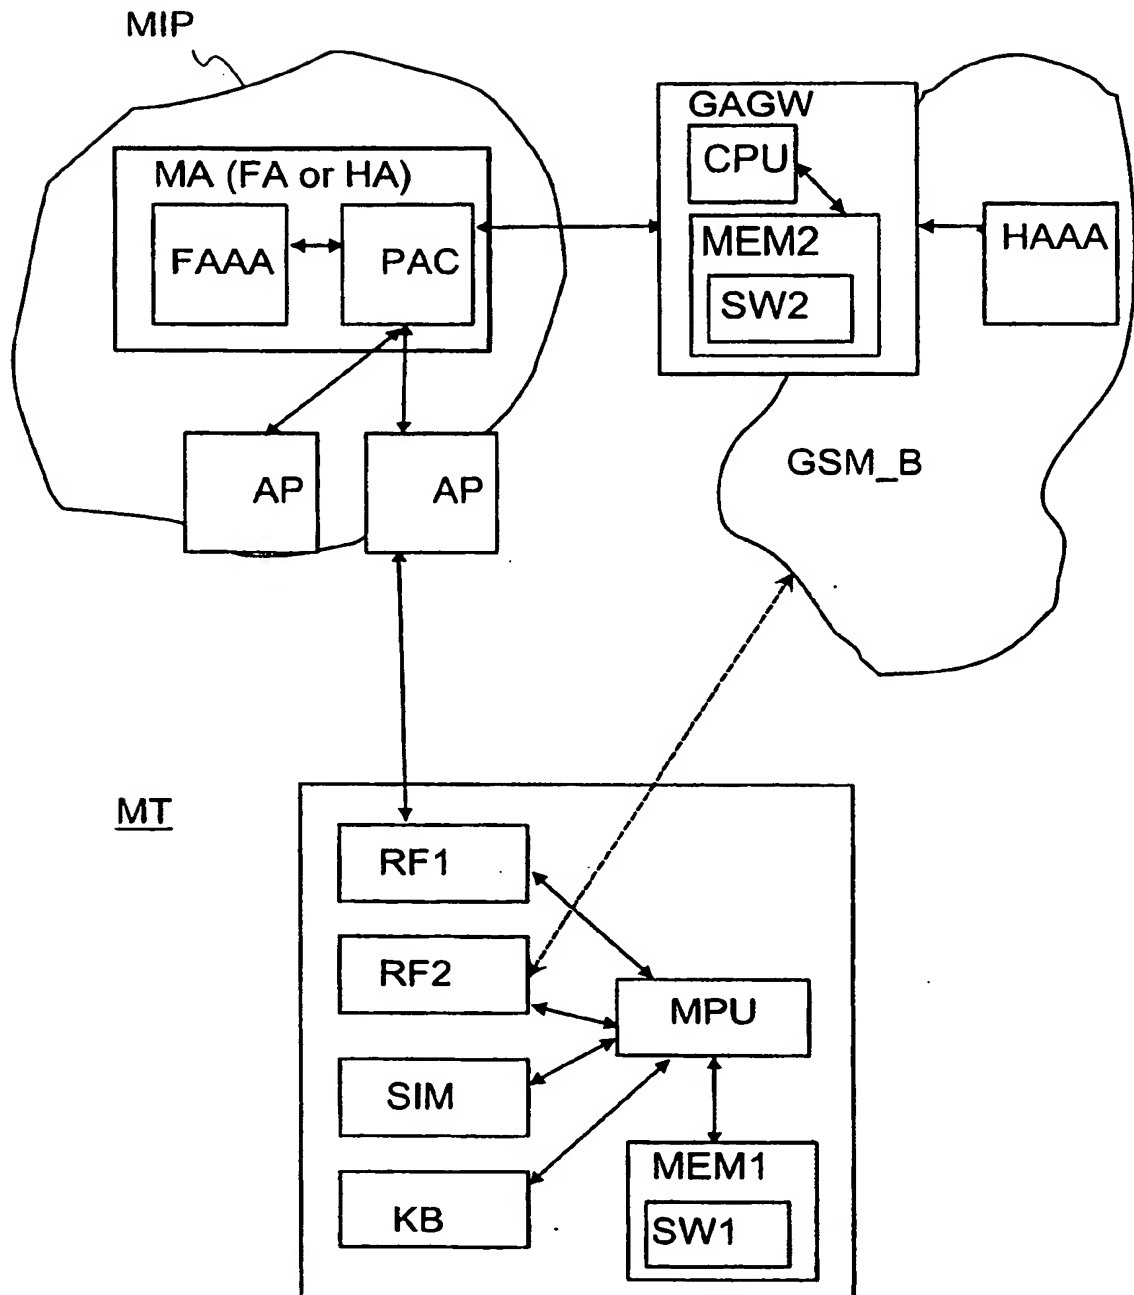 MIP
MA (FA or HA)
FAAA
PAC
GAGW
CPU
MEM2
SW2
HAAA
AP
AP
GSM_B
MT
RF1
RF2
MPU
SIM
MEM1
KB
SW1